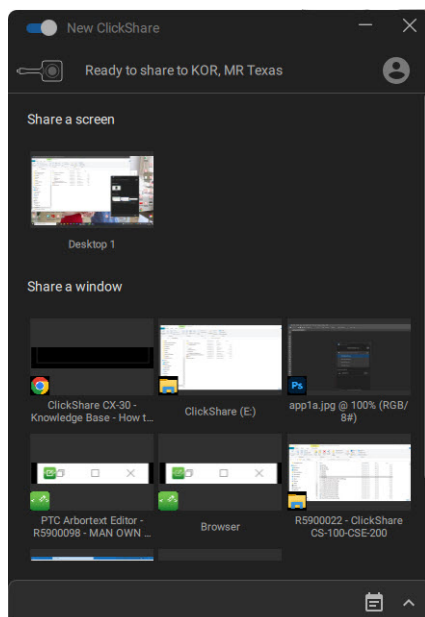 New ClickShare
Ready to share to KOR, MR Texas
Share a screen
Desktop 1
Share a window
ClickShare CX-30 -
Knowledge Base - How t...
ClickShare (E:)
Ps
app1a.jpg @ 100% (RGB/
8#)
PTC Arbortext Editor -
R5900098 - MAN OWN ...
Browser
R5900022 - ClickShare
CS-100-CSE-200